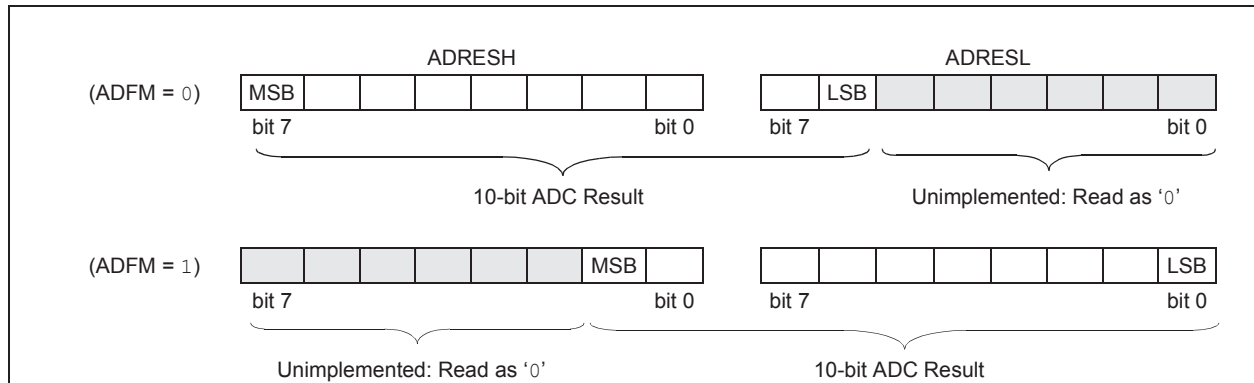 ADRESH ADRESL
(ADFM = 0) MSB LSB
bit 7 bit 0 bit 7 bit 0
10-bit ADC Result Unimplemented: Read as ‘0’
(ADFM = 1) MSB LSB
bit 7 bit 0 bit 7 bit 0
Unimplemented: Read as ‘0’ 10-bit ADC Result